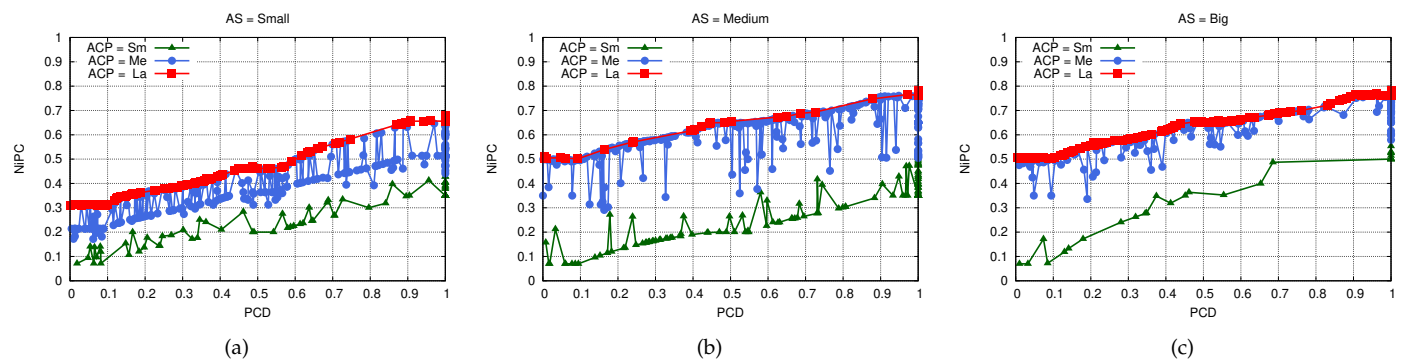 AS = Small
1
0.9
0.8
0.7
0.6
0.5
0.4
0.3
0.2
0.1
0
NiPC
ACP = Sm
ACP = Me
ACP = La
0 0.1 0.2 0.3 0.4 0.5 0.6 0.7 0.8 0.9 1
PCD
(a)
AS = Medium
1
0.9
0.8
0.7
0.6
0.5
0.4
0.3
0.2
0.1
0
NiPC
ACP = Sm
ACP = Me
ACP = La
0 0.1 0.2 0.3 0.4 0.5 0.6 0.7 0.8 0.9 1
PCD
(b)
AS = Big
1
0.9
0.8
0.7
0.6
0.5
0.4
0.3
0.2
0.1
0
NiPC
ACP = Sm
ACP = Me
ACP = La
0 0.1 0.2 0.3 0.4 0.5 0.6 0.7 0.8 0.9 1
PCD
(c)